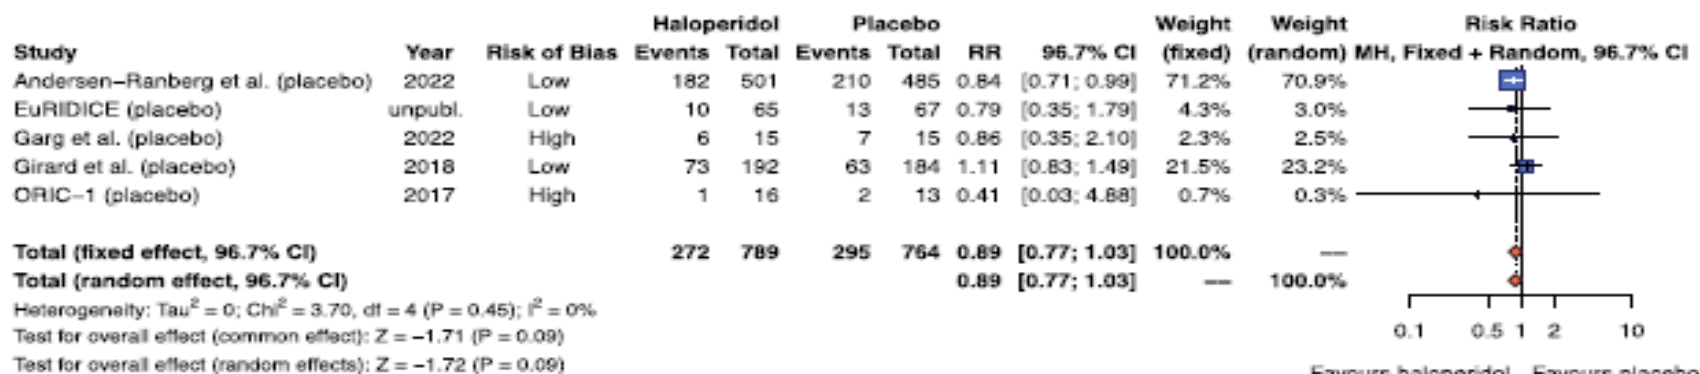 Haloperidol Placebo Weight Weight Risk Ratio
Study Year Risk of Bias Events Total Events Total RR 96.7% CI (fixed) (random) MH, Fixed + Random, 96.7% CI
Andersen−Ranberg et al. (placebo) 2022 Low 182 501 210 485 0.84 [0.71; 0.99] 71.2% 70.9%
EuRIDICE (placebo) unpubl. Low 10 65 13 67 0.79 [0.35; 1.79] 4.3% 3.0%
Garg et al. (placebo) 2022 High 6 15 7 15 0.86 [0.35; 2.10] 2.3% 2.5%
Girard et al. (placebo) 2018 Low 73 192 63 184 1.11 [0.83; 1.49] 21.5% 23.2%
ORIC−1 (placebo) 2017 High 1 16 2 13 0.41 [0.03; 4.88] 0.7% 0.3%
Total (fixed effect, 96.7% CI) 272 789 295 764 0.89 [0.77; 1.03] 100.0% −−
Total (random effect, 96.7% CI) 0.89 [0.77; 1.03] −− 100.0%
Heterogeneity: Tau² = 0; Chi² = 3.70, df = 4 (P = 0.45); I² = 0%
0.1 0.5 1 2 10
Test for overall effect (common effect): Z = −1.71 (P = 0.09)
Test for overall effect (random effects): Z = −1.72 (P = 0.09)
Favours haloperidol Favours placebo